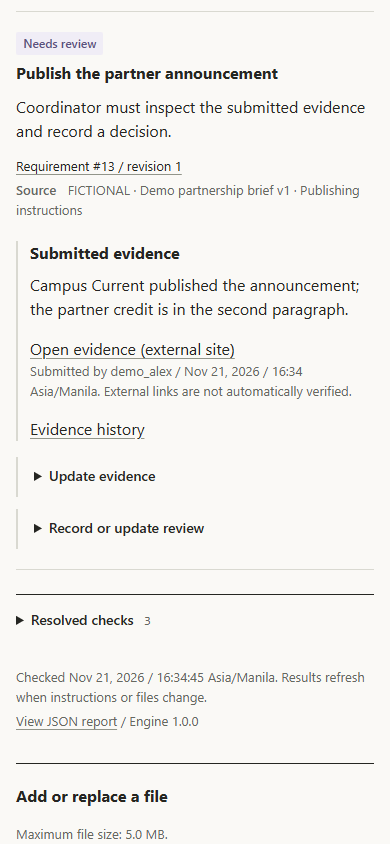 Needs review
Publish the partner announcement
Coordinator must inspect the submitted evidence
and record a decision.
Requirement #13 / revision 1
Source FICTIONAL · Demo partnership brief v1 · Publishing
instructions
Submitted evidence
Campus Current published the announcement;
the partner credit is in the second paragraph.
Open evidence (external site)
Submitted by demo_alex / Nov 21, 2026 / 16:34
Asia/Manila. External links are not automatically verified.
Evidence history
▶ Update evidence
▶ Record or update review
▶ Resolved checks 3
Checked Nov 21, 2026 / 16:34:45 Asia/Manila. Results refresh
when instructions or files change.
View JSON report / Engine 1.0.0
Add or replace a file
Maximum file size: 5.0 MB.